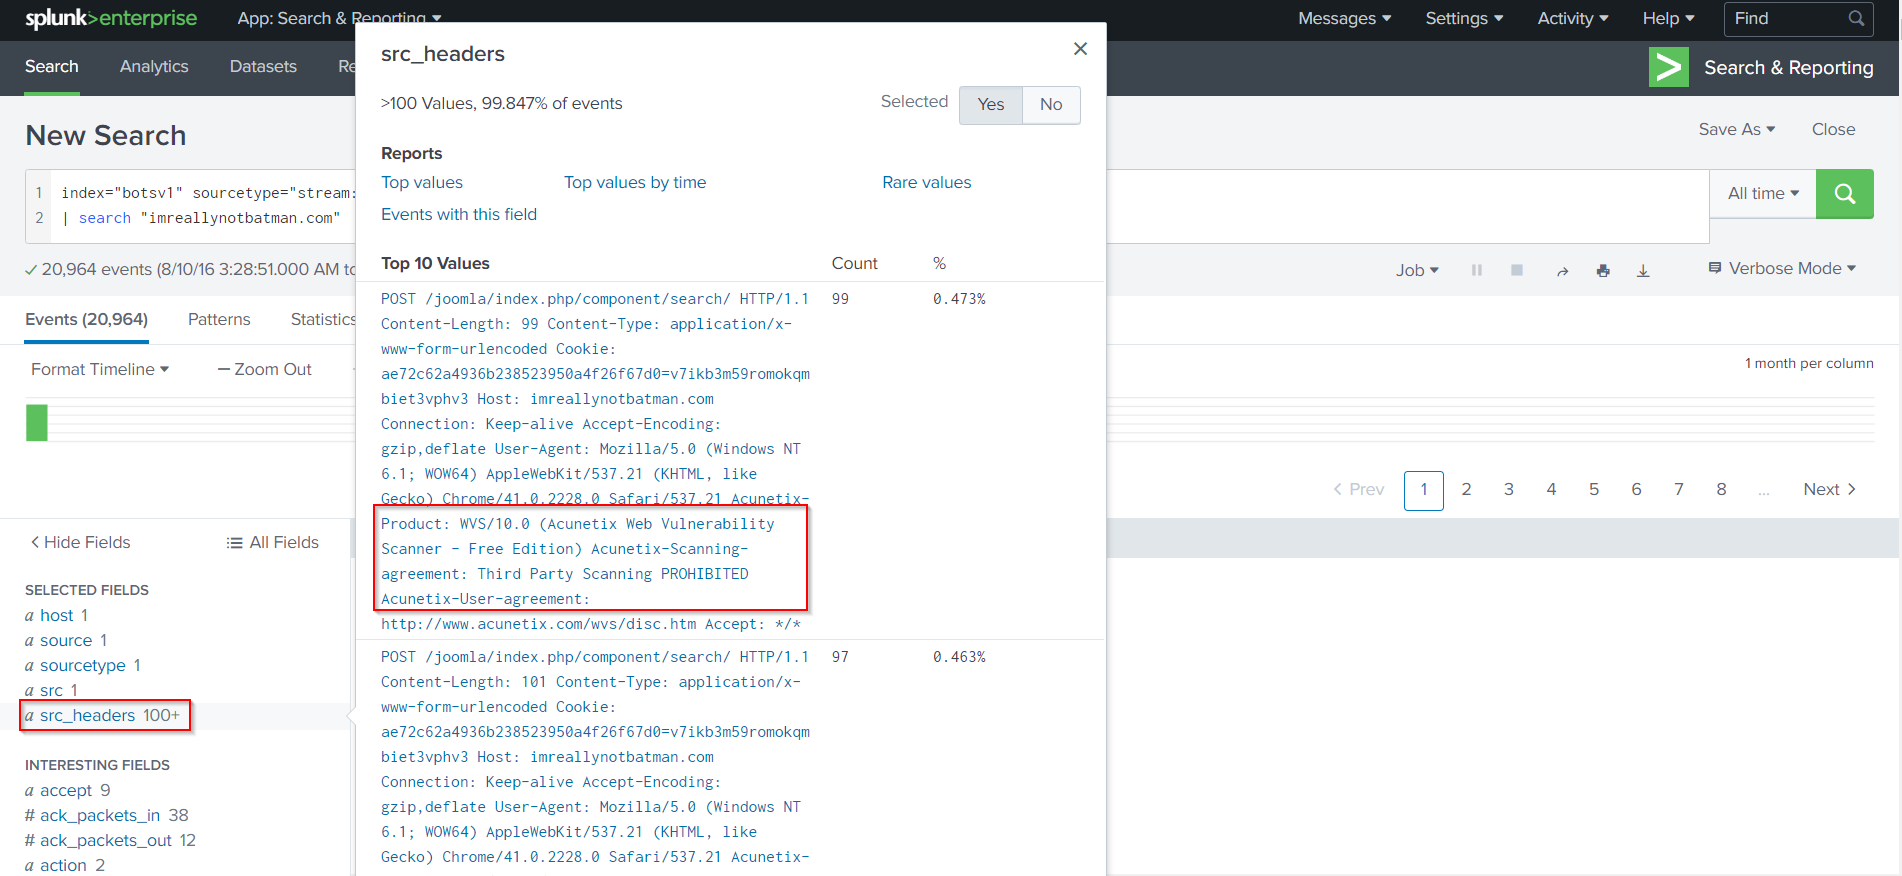 splunk>enterprise App: Search & Reporting Messages Settings Activity Help Find
Search Analytics Datasets Re Search & Reporting
New Search
Save As Close
1 index="botsv1" sourcetype="stream:
2 | search "imreallynotbatman.com"
All time
20,964 events (8/10/16 3:28:51.000 AM to
Job Verbose Mode
Events (20,964) Patterns Statistics
Format Timeline — Zoom Out
1 month per column
< Prev 1 2 3 4 5 6 7 8 ... Next >
< Hide Fields All Fields
SELECTED FIELDS
a host 1
a source 1
a sourcetype 1
a src 1
a src_headers 100+
INTERESTING FIELDS
a accept 9
# ack_packets_in 38
# ack_packets_out 12
a action 2
src_headers
>100 Values, 99.847% of events Selected Yes No
Reports
Top values Top values by time Rare values
Events with this field
Top 10 Values Count %
POST /joomla/index.php/component/search/ HTTP/1.1 99 0.473%
Content-Length: 99 Content-Type: application/x-
www-form-urlencoded Cookie:
ae72c62a4936b238523950a4f26f67d0=v7ikb3m59romokqm
biet3vphv3 Host: imreallynotbatman.com
Connection: Keep-alive Accept-Encoding:
gzip,deflate User-Agent: Mozilla/5.0 (Windows NT
6.1; WOW64) AppleWebKit/537.21 (KHTML, like
Gecko) Chrome/41.0.2228.0 Safari/537.21 Acunetix-
Product: WVS/10.0 (Acunetix Web Vulnerability
Scanner - Free Edition) Acunetix-Scanning-
agreement: Third Party Scanning PROHIBITED
Acunetix-User-agreement:
http://www.acunetix.com/wvs/disc.htm Accept: */*
POST /joomla/index.php/component/search/ HTTP/1.1 97 0.463%
Content-Length: 101 Content-Type: application/x-
www-form-urlencoded Cookie:
ae72c62a4936b238523950a4f26f67d0=v7ikb3m59romokqm
biet3vphv3 Host: imreallynotbatman.com
Connection: Keep-alive Accept-Encoding:
gzip,deflate User-Agent: Mozilla/5.0 (Windows NT
6.1; WOW64) AppleWebKit/537.21 (KHTML, like
Gecko) Chrome/41.0.2228.0 Safari/537.21 Acunetix-